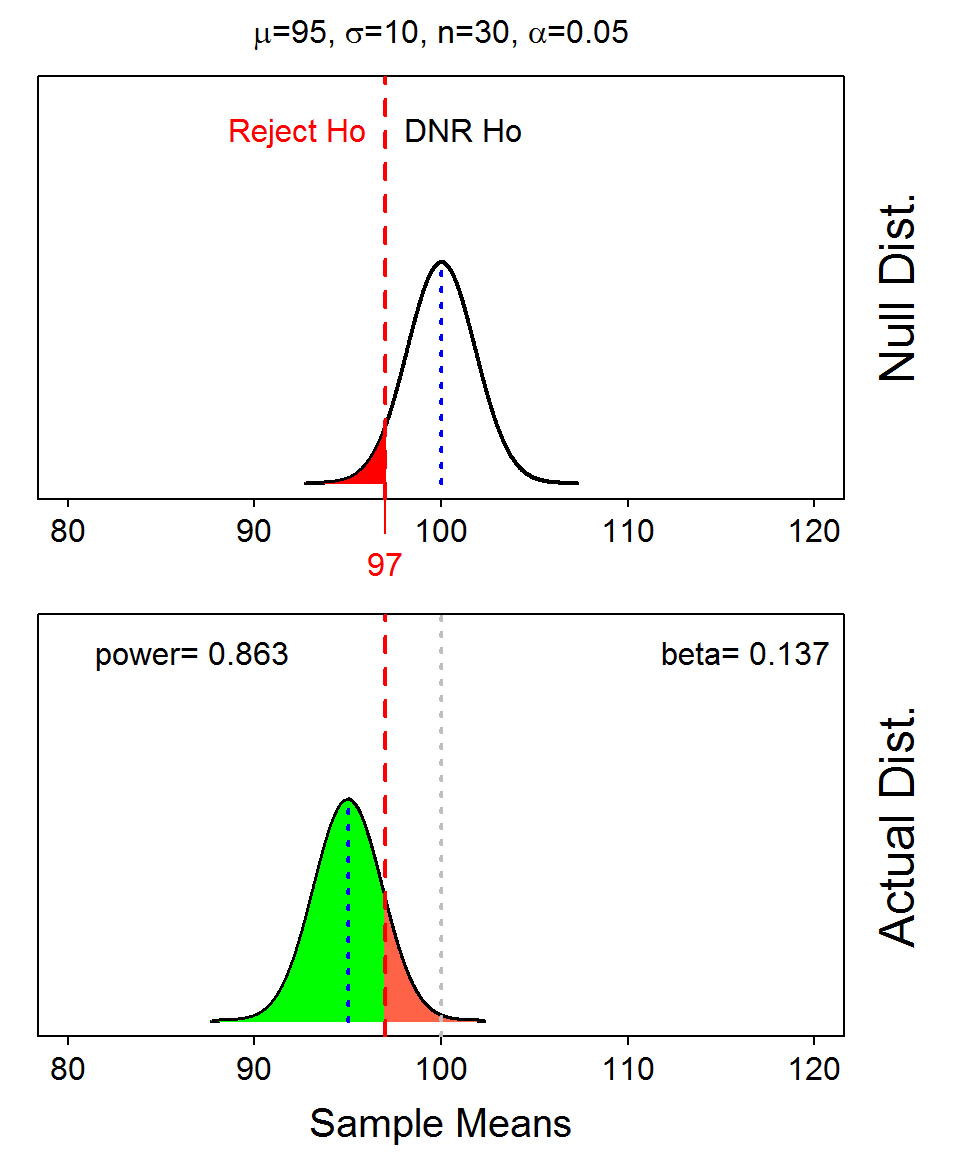 μ=95, σ=10, n=30, α=0.05
Reject Ho DNR Ho
Null Dist.
80 90 100 110 120
97
power= 0.863 beta= 0.137
Actual Dist.
80 90 100 110 120
Sample Means